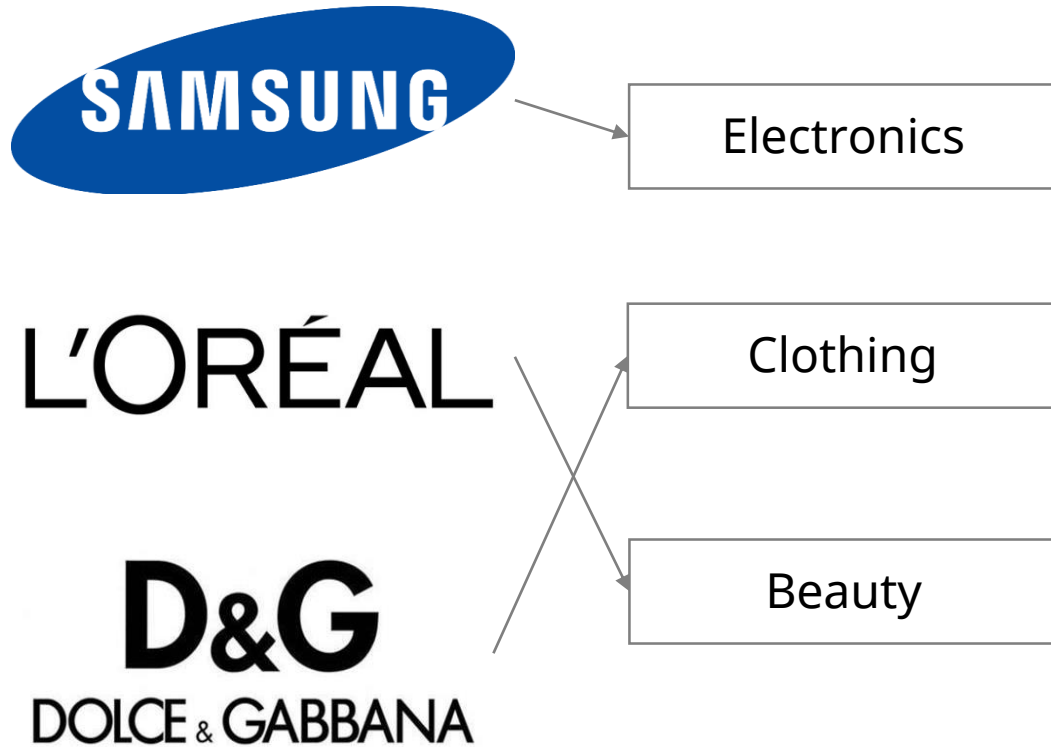 SAMSUNG
Electronics
L'ORÉAL
Clothing
D&G
DOLCE & GABBANA
Beauty